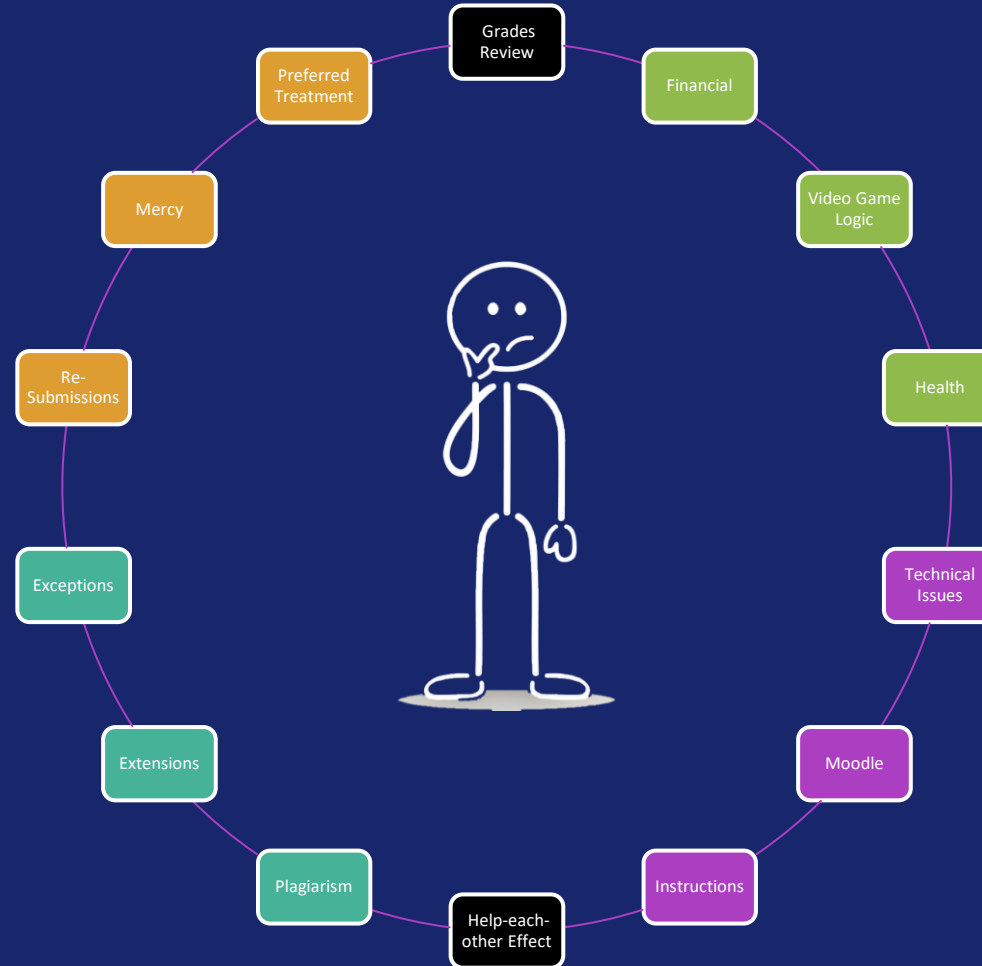 Grades
Review
Financial
Video Game
Logic
Health
Technical
Issues
Moodle
Instructions
Help-each-
other Effect
Plagiarism
Extensions
Exceptions
Re-
Submissions
Mercy
Preferred
Treatment